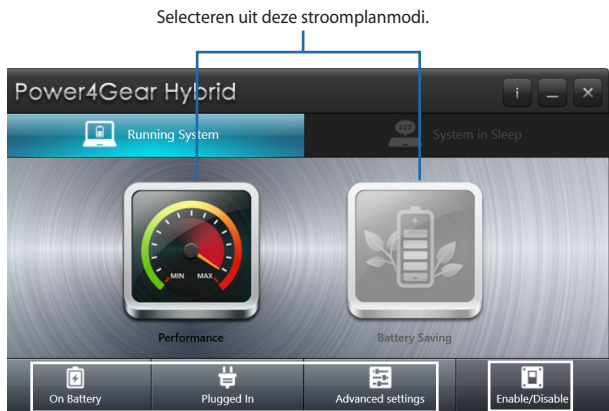 Selecteren uit deze stroomplanmodi.
Power4Gear Hybrid
i
Running System
zzz
System in Sleep
MIN MAX
Performance
Battery Saving
On Battery
Plugged In
Advanced settings
Enable/Disable